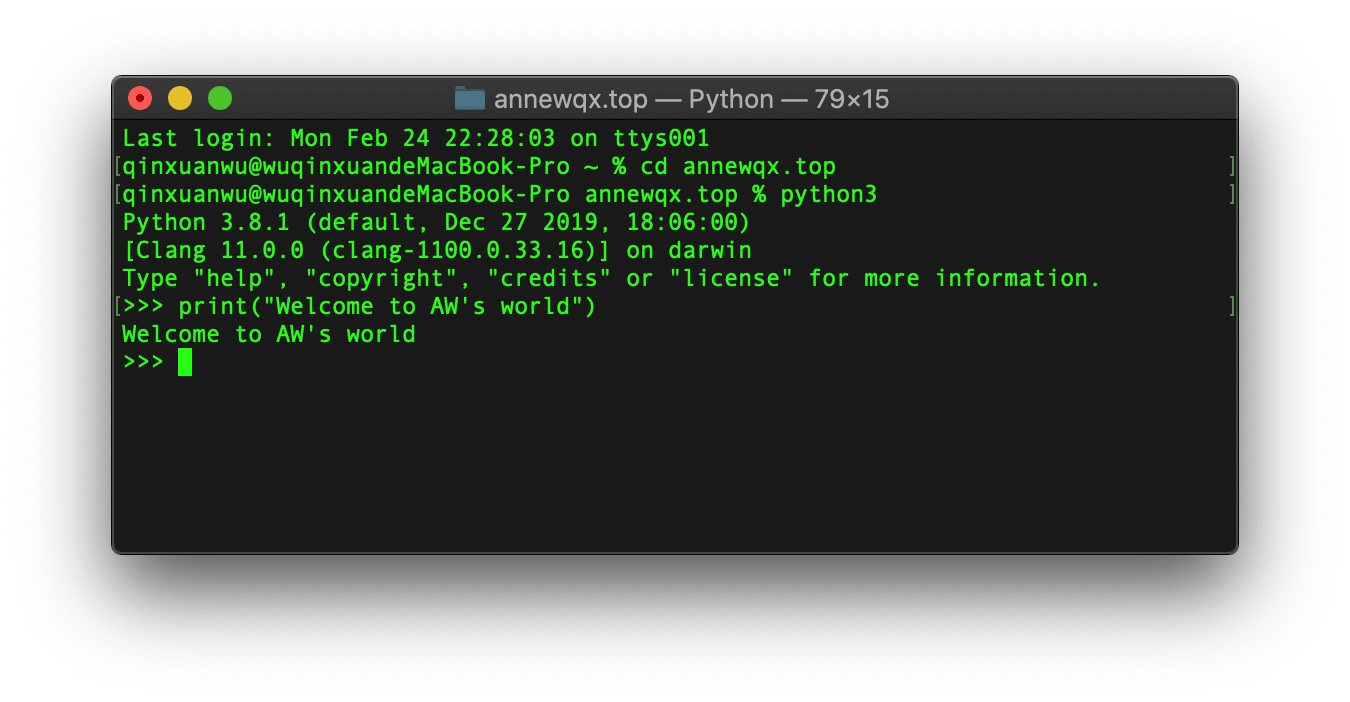 annewqx.top — Python — 79×15
Last login: Mon Feb 24 22:28:03 on ttys001
[qinxuanwu@wuqinxuandeMacBook-Pro ~ % cd annewqx.top ]
[qinxuanwu@wuqinxuandeMacBook-Pro annewqx.top % python3 ]
Python 3.8.1 (default, Dec 27 2019, 18:06:00)
[Clang 11.0.0 (clang-1100.0.33.16)] on darwin
Type "help", "copyright", "credits" or "license" for more information.
[>>> print("Welcome to AW's world") ]
Welcome to AW's world
>>>